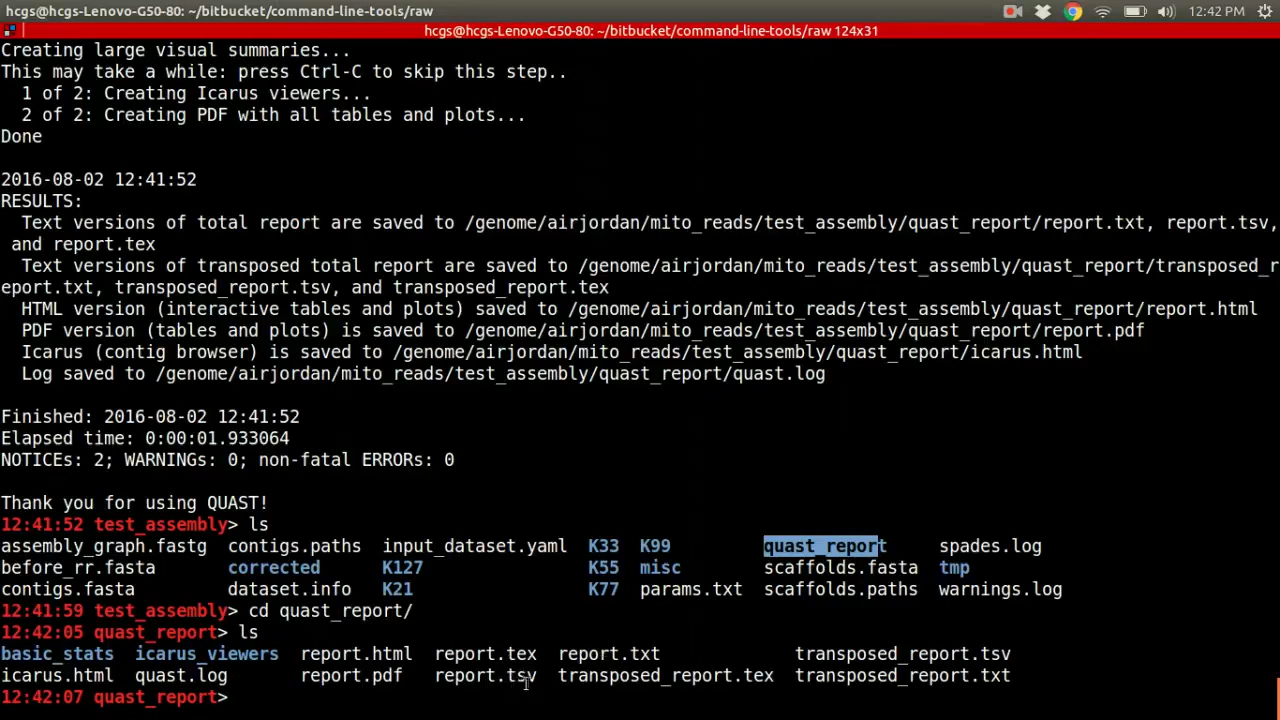 hcgs@hcgs-Lenovo-G50-80: ~/bitbucket/command-line-tools/raw 12:42 PM
hcgs@hcgs-Lenovo-G50-80: ~/bitbucket/command-line-tools/raw 124x31
Creating large visual summaries...
This may take a while: press Ctrl-C to skip this step..
  1 of 2: Creating Icarus viewers...
  2 of 2: Creating PDF with all tables and plots...
Done
2016-08-02 12:41:52
RESULTS:
  Text versions of total report are saved to /genome/airjordan/mito_reads/test_assembly/quast_report/report.txt, report.tsv,
 and report.tex
  Text versions of transposed total report are saved to /genome/airjordan/mito_reads/test_assembly/quast_report/transposed_r
eport.txt, transposed_report.tsv, and transposed_report.tex
  HTML version (interactive tables and plots) saved to /genome/airjordan/mito_reads/test_assembly/quast_report/report.html
  PDF version (tables and plots) is saved to /genome/airjordan/mito_reads/test_assembly/quast_report/report.pdf
  Icarus (contig browser) is saved to /genome/airjordan/mito_reads/test_assembly/quast_report/icarus.html
  Log saved to /genome/airjordan/mito_reads/test_assembly/quast_report/quast.log
Finished: 2016-08-02 12:41:52
Elapsed time: 0:00:01.933064
NOTICEs: 2; WARNINGs: 0; non-fatal ERRORs: 0
Thank you for using QUAST!
12:41:52 test_assembly> ls
assembly_graph.fastg  contigs.paths  input_dataset.yaml  K33  K99  quast_report  spades.log
before_rr.fasta  corrected  K127  K55  misc  scaffolds.fasta  tmp
contigs.fasta  dataset.info  K21  K77  params.txt  scaffolds.paths  warnings.log
12:41:59 test_assembly> cd quast_report/
12:42:05 quast_report> ls
basic_stats  icarus_viewers  report.html  report.tex  report.txt  transposed_report.tsv
icarus.html  quast.log  report.pdf  report.tsv  transposed_report.tex  transposed_report.txt
12:42:07 quast_report>